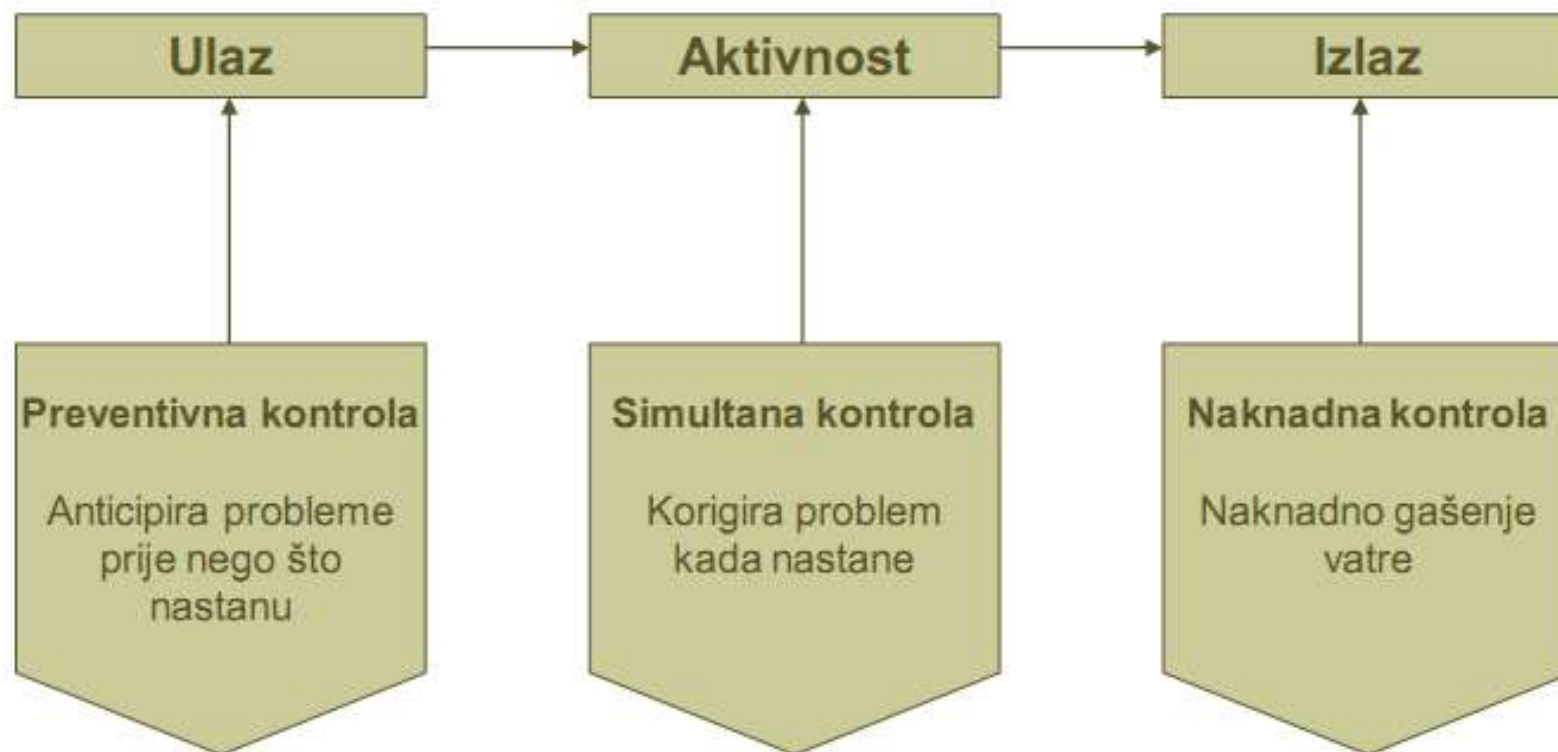 Ulaz
Aktivnost
Izlaz
Preventivna kontrola
Anticipira probleme
prije nego što
nastanu
Simultana kontrola
Korigira problem
kada nastane
Naknadna kontrola
Naknadno gašenje
vatre